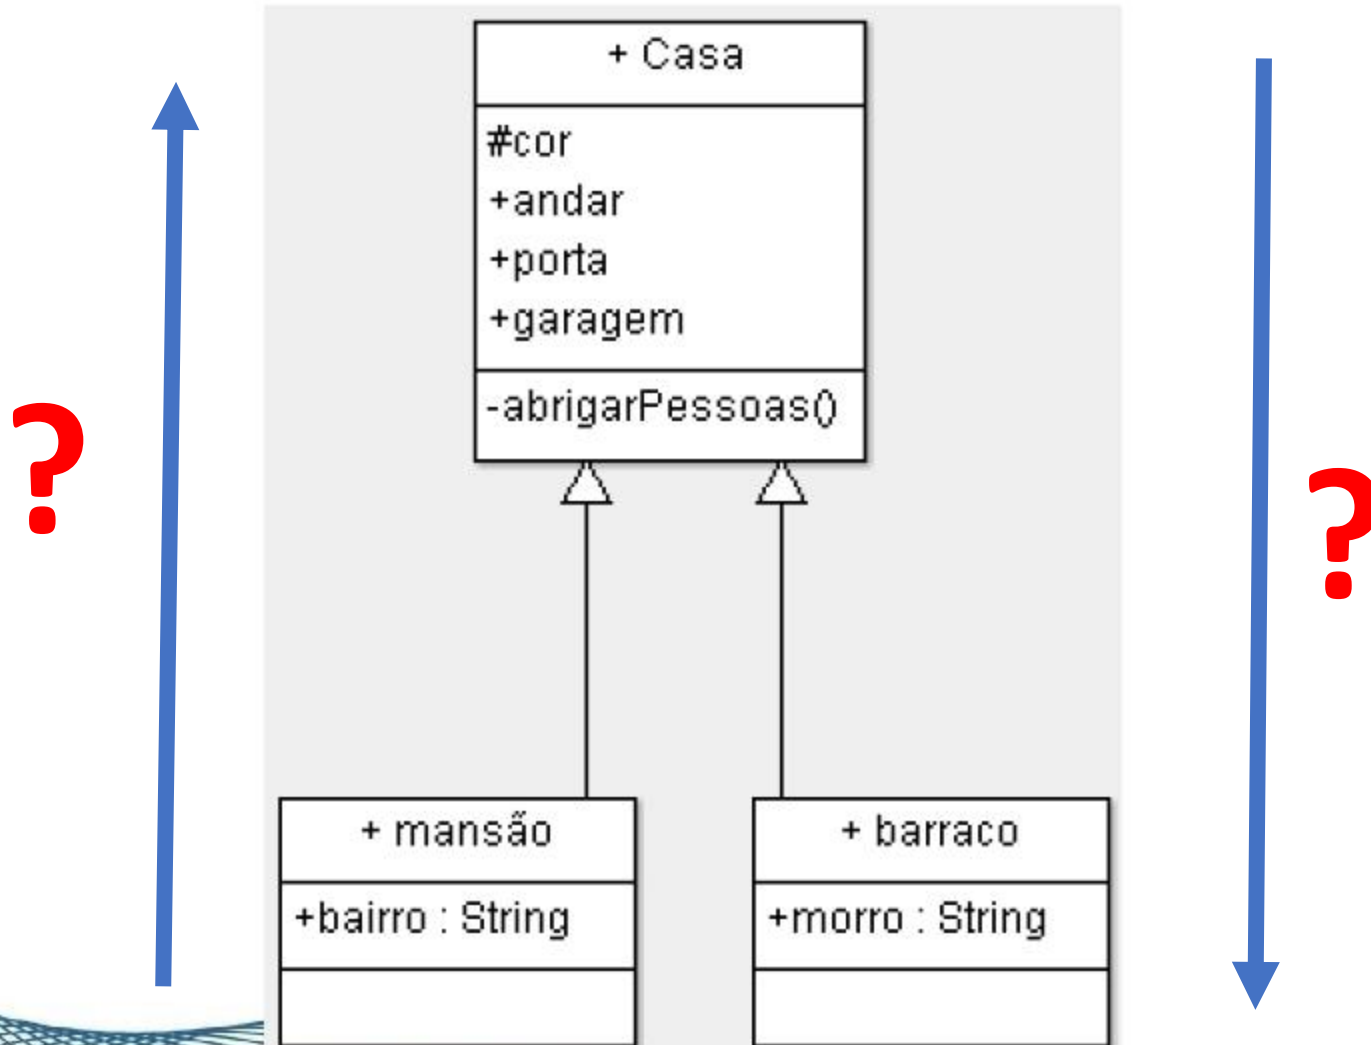 + Casa
#cor
+andar
+porta
+garagem
-abrigarPessoas()
?
?
+ mansão
+bairro : String
+ barraco
+morro : String